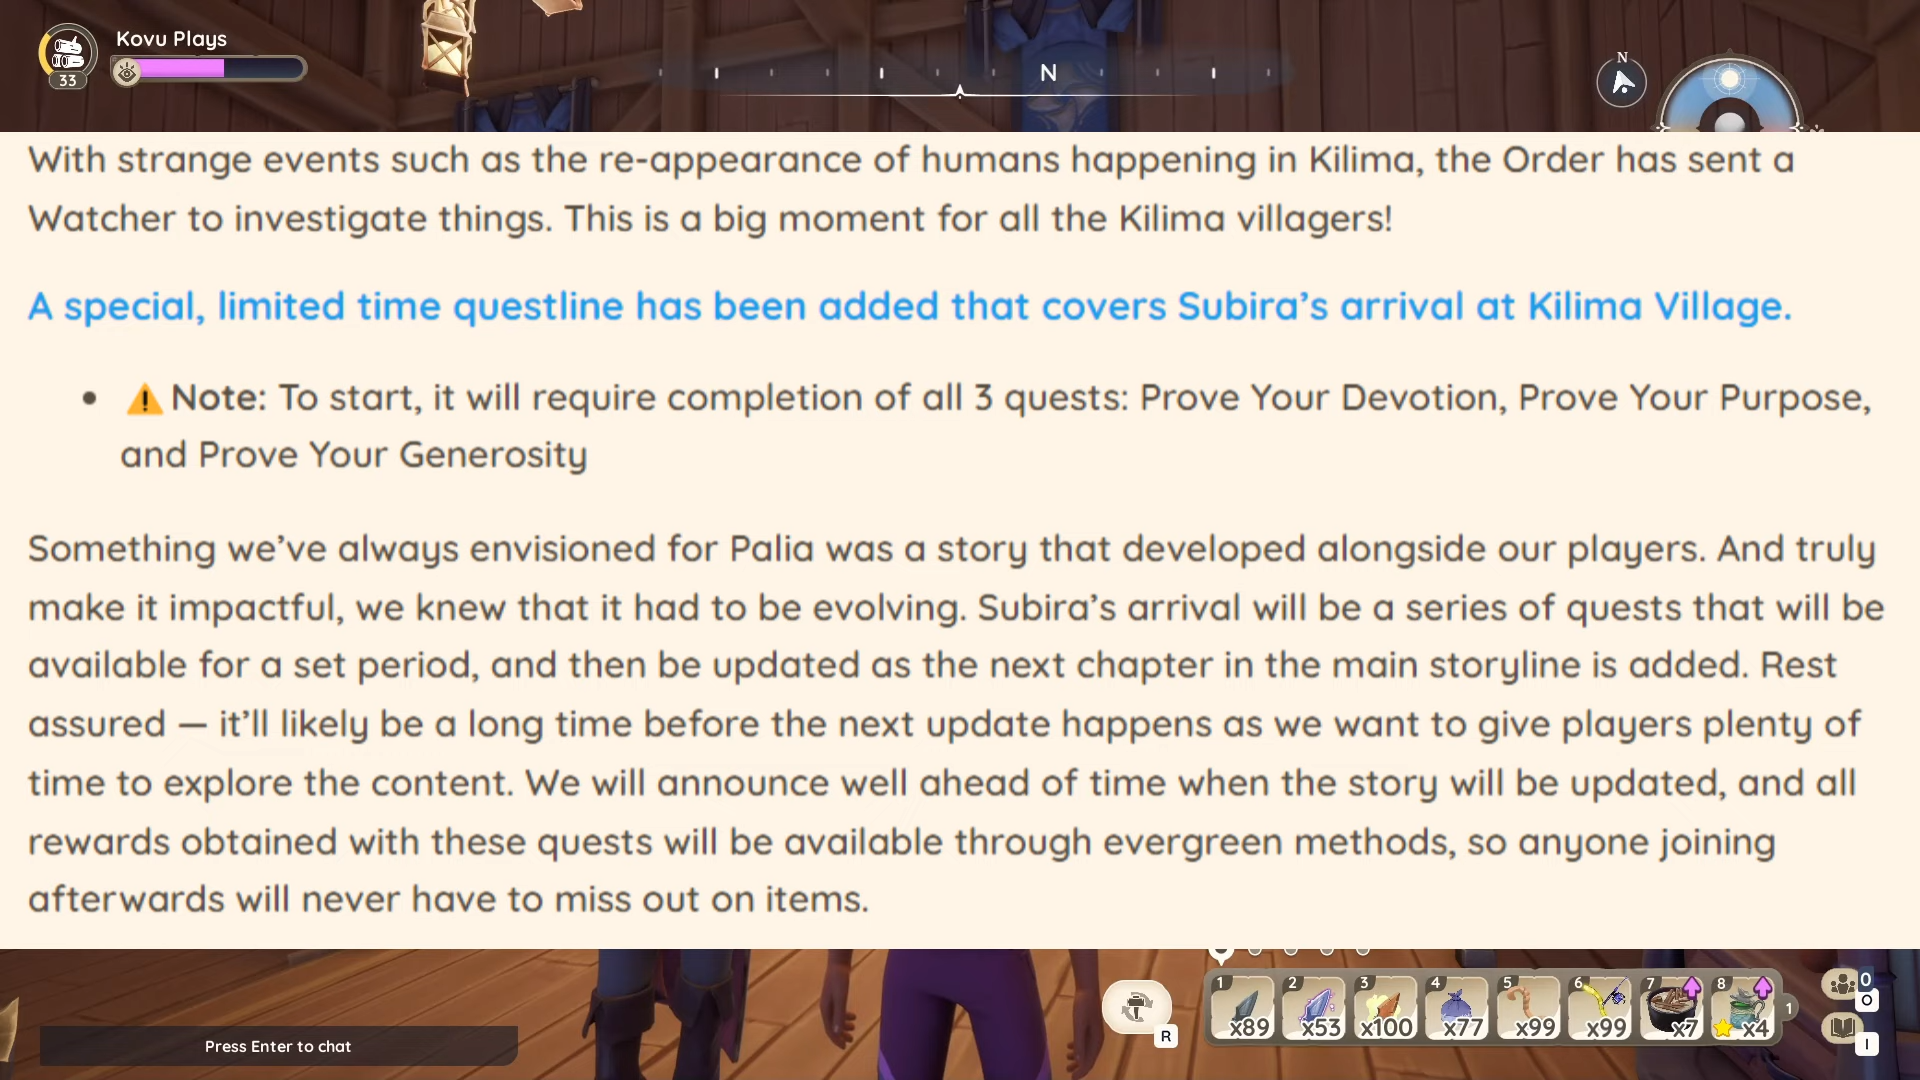 Kovu Plays
33
N
N
With strange events such as the re-appearance of humans happening in Kilima, the Order has sent a
Watcher to investigate things. This is a big moment for all the Kilima villagers!
A special, limited time questline has been added that covers Subira’s arrival at Kilima Village.
• ⚠️ Note: To start, it will require completion of all 3 quests: Prove Your Devotion, Prove Your Purpose,
and Prove Your Generosity
Something we’ve always envisioned for Palia was a story that developed alongside our players. And truly
make it impactful, we knew that it had to be evolving. Subira’s arrival will be a series of quests that will be
available for a set period, and then be updated as the next chapter in the main storyline is added. Rest
assured — it’ll likely be a long time before the next update happens as we want to give players plenty of
time to explore the content. We will announce well ahead of time when the story will be updated, and all
rewards obtained with these quests will be available through evergreen methods, so anyone joining
afterwards will never have to miss out on items.
1 2 3 4 5 6 7 8
x89 x53 x100 x77 x99 x99 x7 x4
1
0
O
R
I
Press Enter to chat